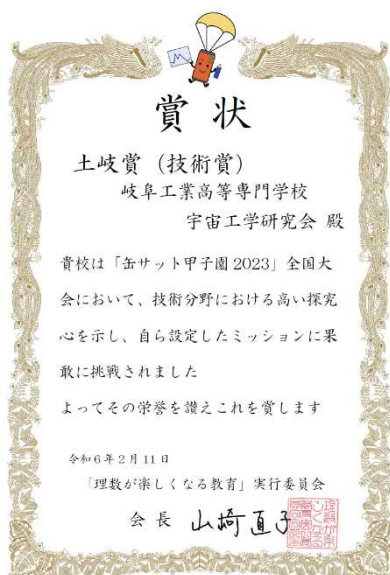 賞状
土岐賞（技術賞）
岐阜工業高等専門学校
宇宙工学研究会 殿
貴校は「缶サット甲子園 2023」全国大
会において、技術分野における高い探究
心を示し、自ら設定したミッションに果
敢に挑戦されました
よってその栄誉を讃えこれを賞します
令和6年2月11日
「理数が楽しくなる教育」実行委員会
会長 山崎直子